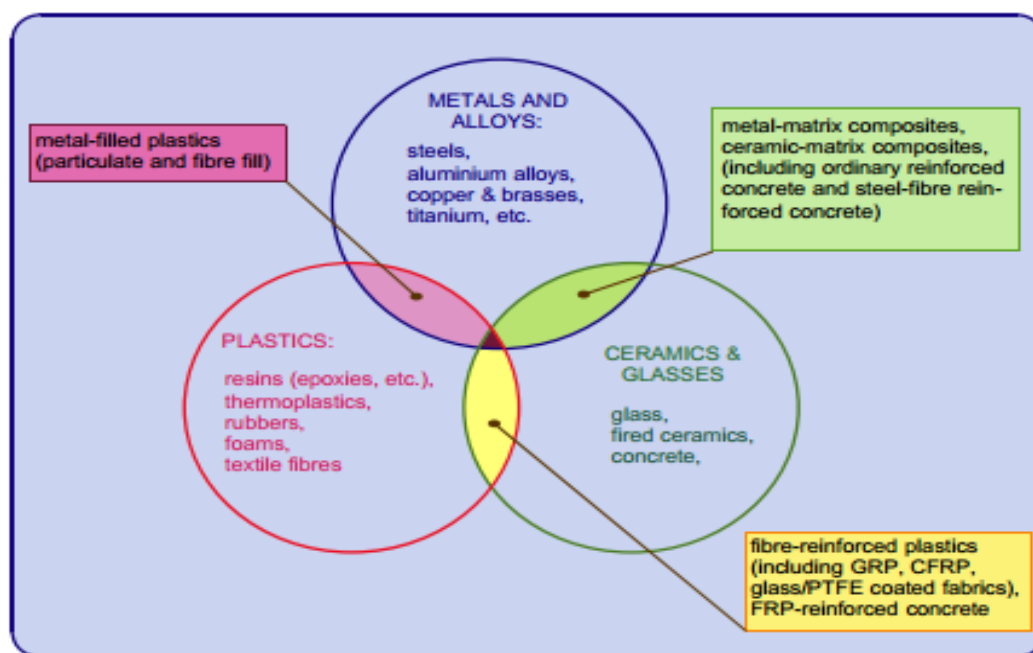 METALS AND
ALLOYS:
steels,
aluminium alloys,
copper & brasses,
titanium, etc.
metal-filled plastics
(particulate and fibre fill)
metal-matrix composites,
ceramic-matrix composites,
(including ordinary reinforced
concrete and steel-fibre rein-
forced concrete)
PLASTICS:
resins (epoxies, etc.),
thermoplastics,
rubbers,
foams,
textile fibres
CERAMICS &
GLASSES
glass,
fired ceramics,
concrete,
fibre-reinforced plastics
(including GRP, CFRP,
glass/PTFE coated fabrics),
FRP-reinforced concrete